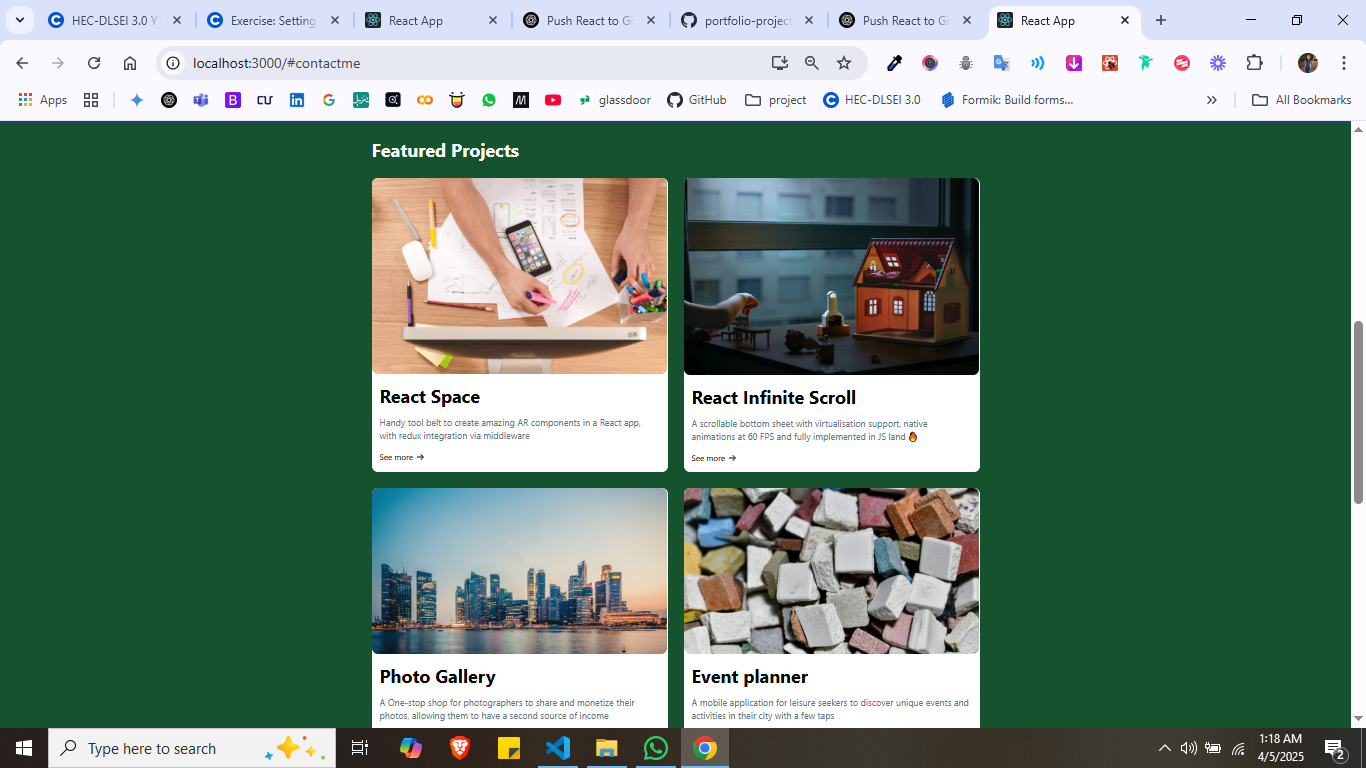 HEC-DLSEI 3.0 Y
Exercise: Setting
React App
Push React to Gi
portfolio-project
Push React to Gi
React App
localhost:3000/#contactme
Apps
glassdoor
GitHub
project
HEC-DLSEI 3.0
Formik: Build forms...
All Bookmarks
Featured Projects
React Space
Handy tool belt to create amazing AR components in a React app,
with redux integration via middleware
See more →
React Infinite Scroll
A scrollable bottom sheet with virtualisation support, native
animations at 60 FPS and fully implemented in JS land 🔥
See more →
Photo Gallery
A One-stop shop for photographers to share and monetize their
photos, allowing them to have a second source of income
Event planner
A mobile application for leisure seekers to discover unique events and
activities in their city with a few taps
Type here to search
1:18 AM
4/5/2025
2